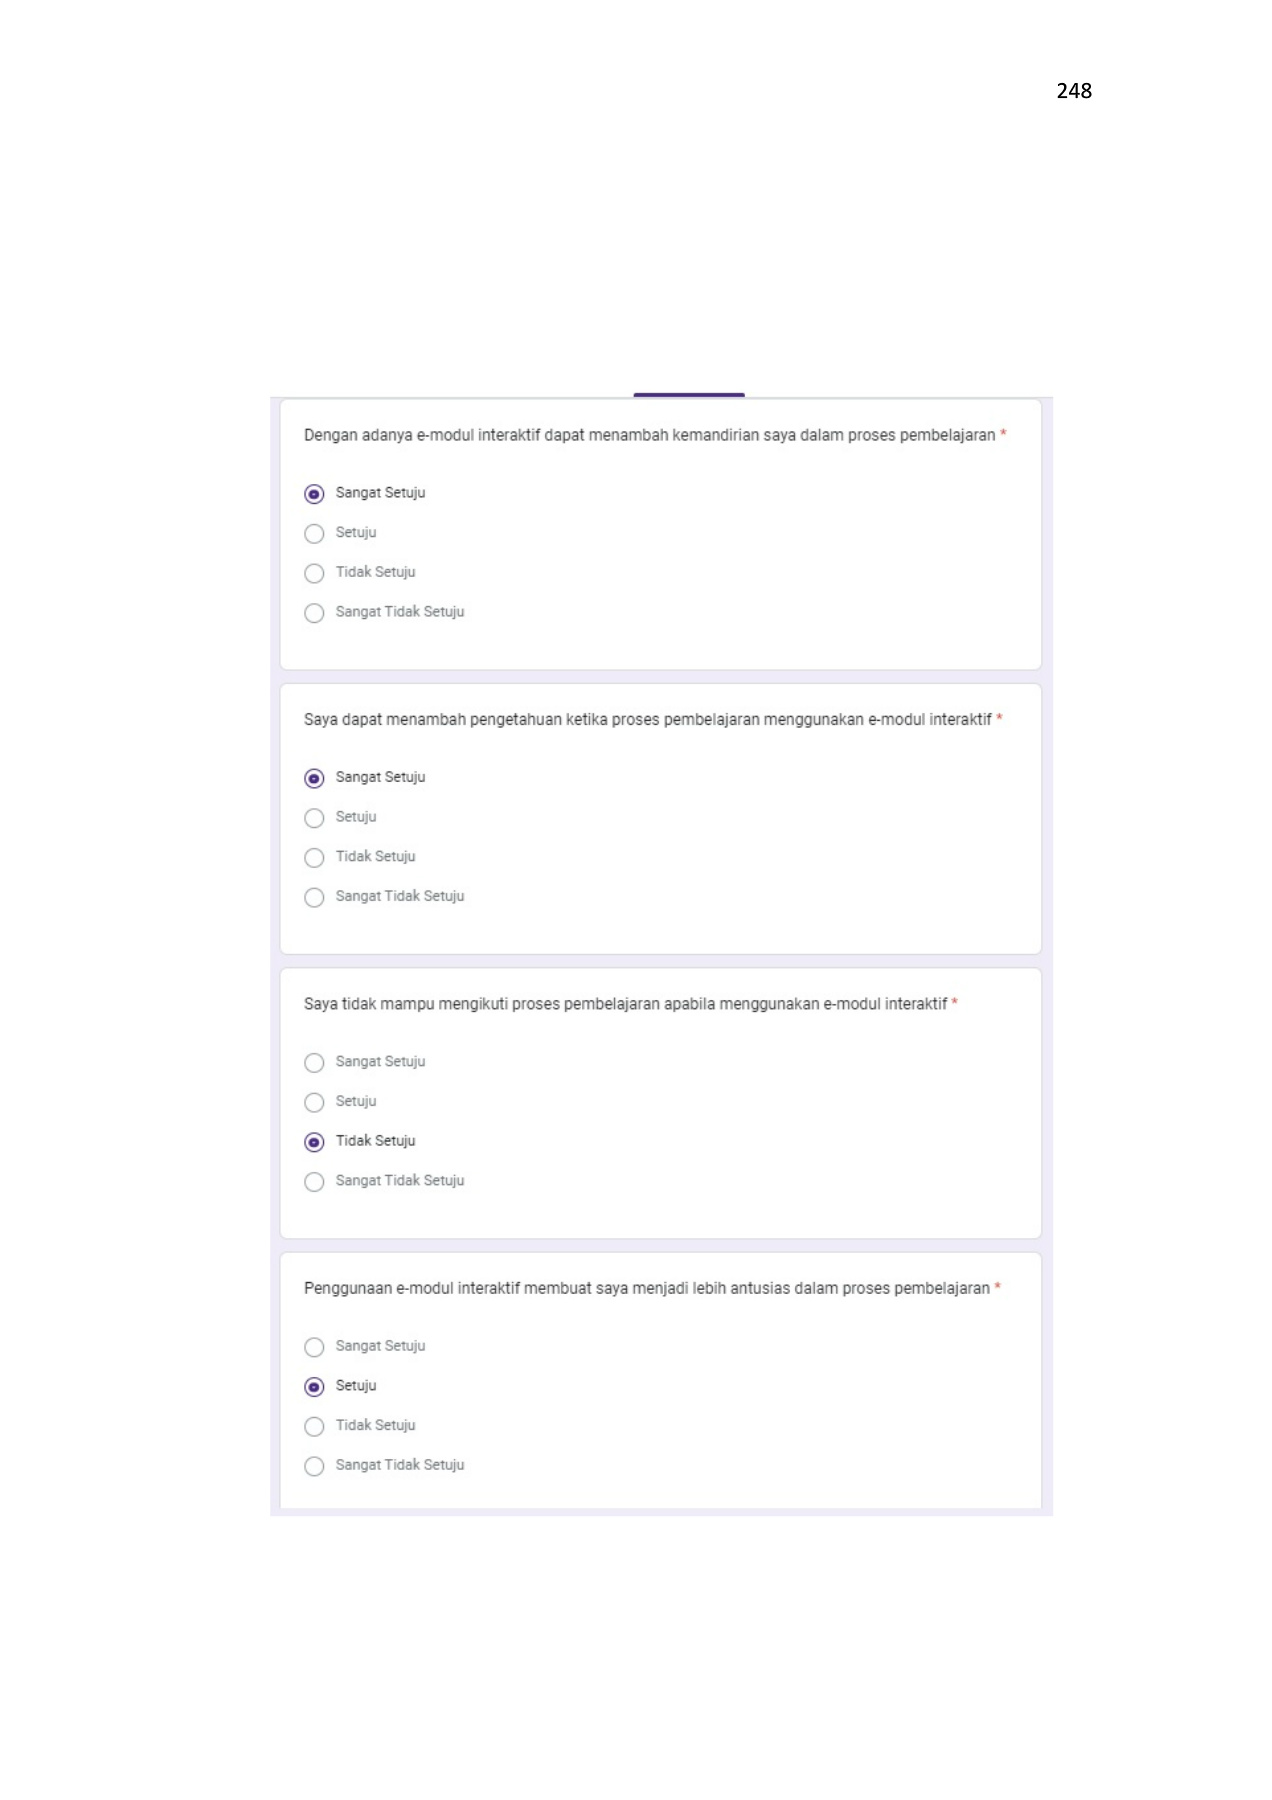 248
Dengan adanya e-modul interaktif dapat menambah kemandirian saya dalam proses pembelajaran *
Sangat Setuju
Setuju
Tidak Setuju
Sangat Tidak Setuju
Saya dapat menambah pengetahuan ketika proses pembelajaran menggunakan e-modul interaktif *
Sangat Setuju
Setuju
Tidak Setuju
Sangat Tidak Setuju
Saya tidak mampu mengikuti proses pembelajaran apabila menggunakan e-modul interaktif *
Sangat Setuju
Setuju
Tidak Setuju
Sangat Tidak Setuju
Penggunaan e-modul interaktif membuat saya menjadi lebih antusias dalam proses pembelajaran *
Sangat Setuju
Setuju
Tidak Setuju
Sangat Tidak Setuju